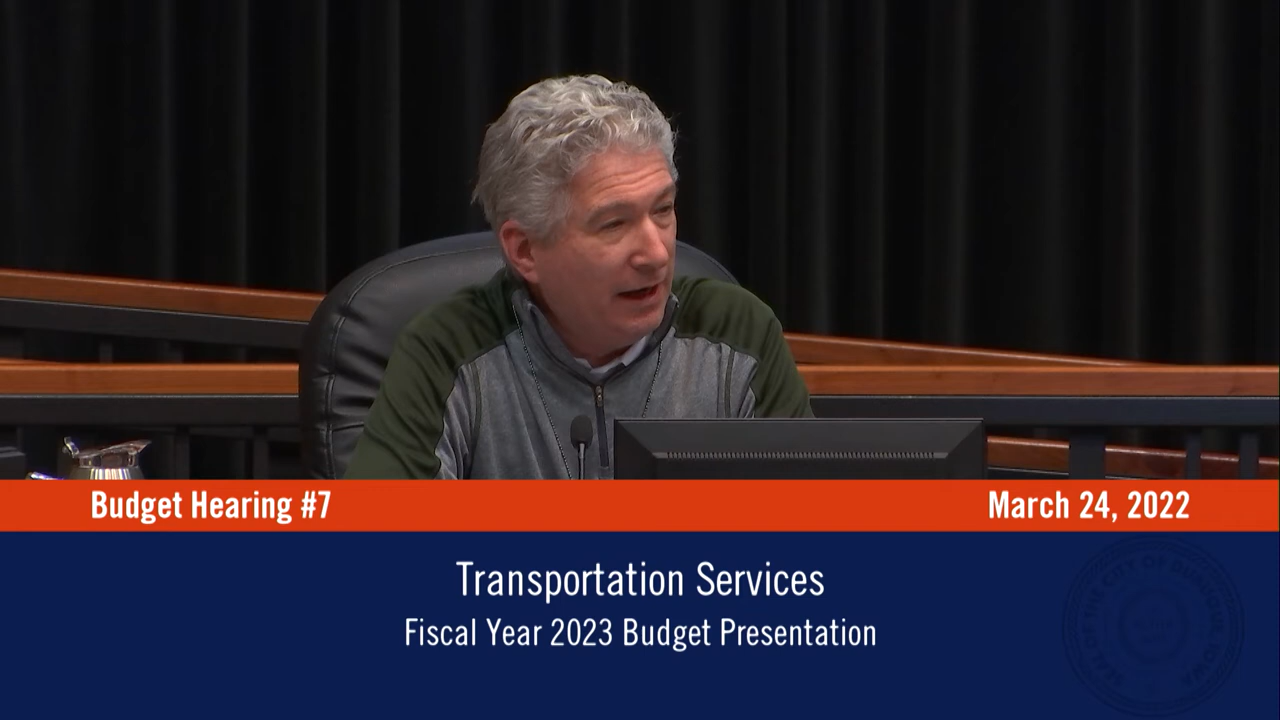 Budget Hearing #7
March 24, 2022
Transportation Services
Fiscal Year 2023 Budget Presentation